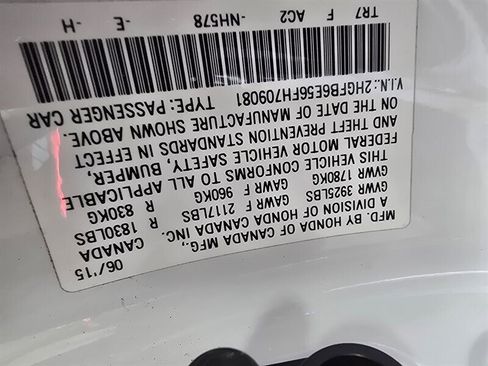 MFD. BY HONDA OF CANADA MFG.,
A DIVISION OF HONDA CANADA INC. CANADA 06/'15
GVWR 3925LBS GAWR F 2117LBS R 1830LBS
GVWR 1780KG GAWR F 960KG R 830KG
THIS VEHICLE CONFORMS TO ALL APPLICABLE
FEDERAL MOTOR VEHICLE SAFETY, BUMPER,
AND THEFT PREVENTION STANDARDS IN EFFECT
ON THE DATE OF MANUFACTURE SHOWN ABOVE.
V.I.N.: 2HGFB6E56FH709081 TYPE: PASSENGER CAR
TR7 F AC2 -NH578 -E -H